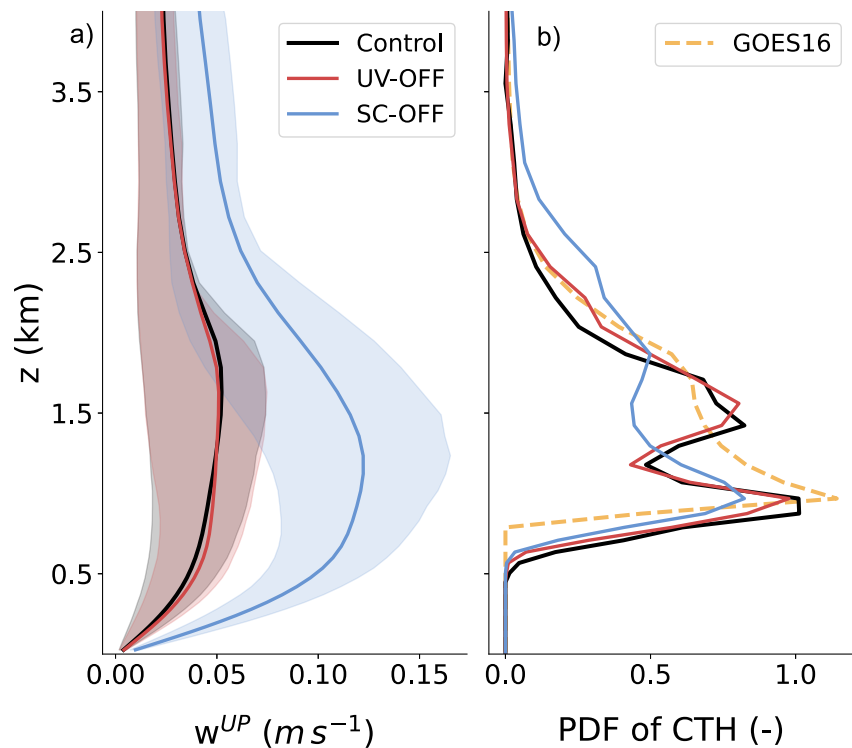 a)
Control
UV-OFF
SC-OFF
b)
GOES16
z (km)
3.5
2.5
1.5
0.5
0.00 0.05 0.10 0.15
0.0 0.5 1.0
w^UP (m s⁻¹)
PDF of CTH (-)